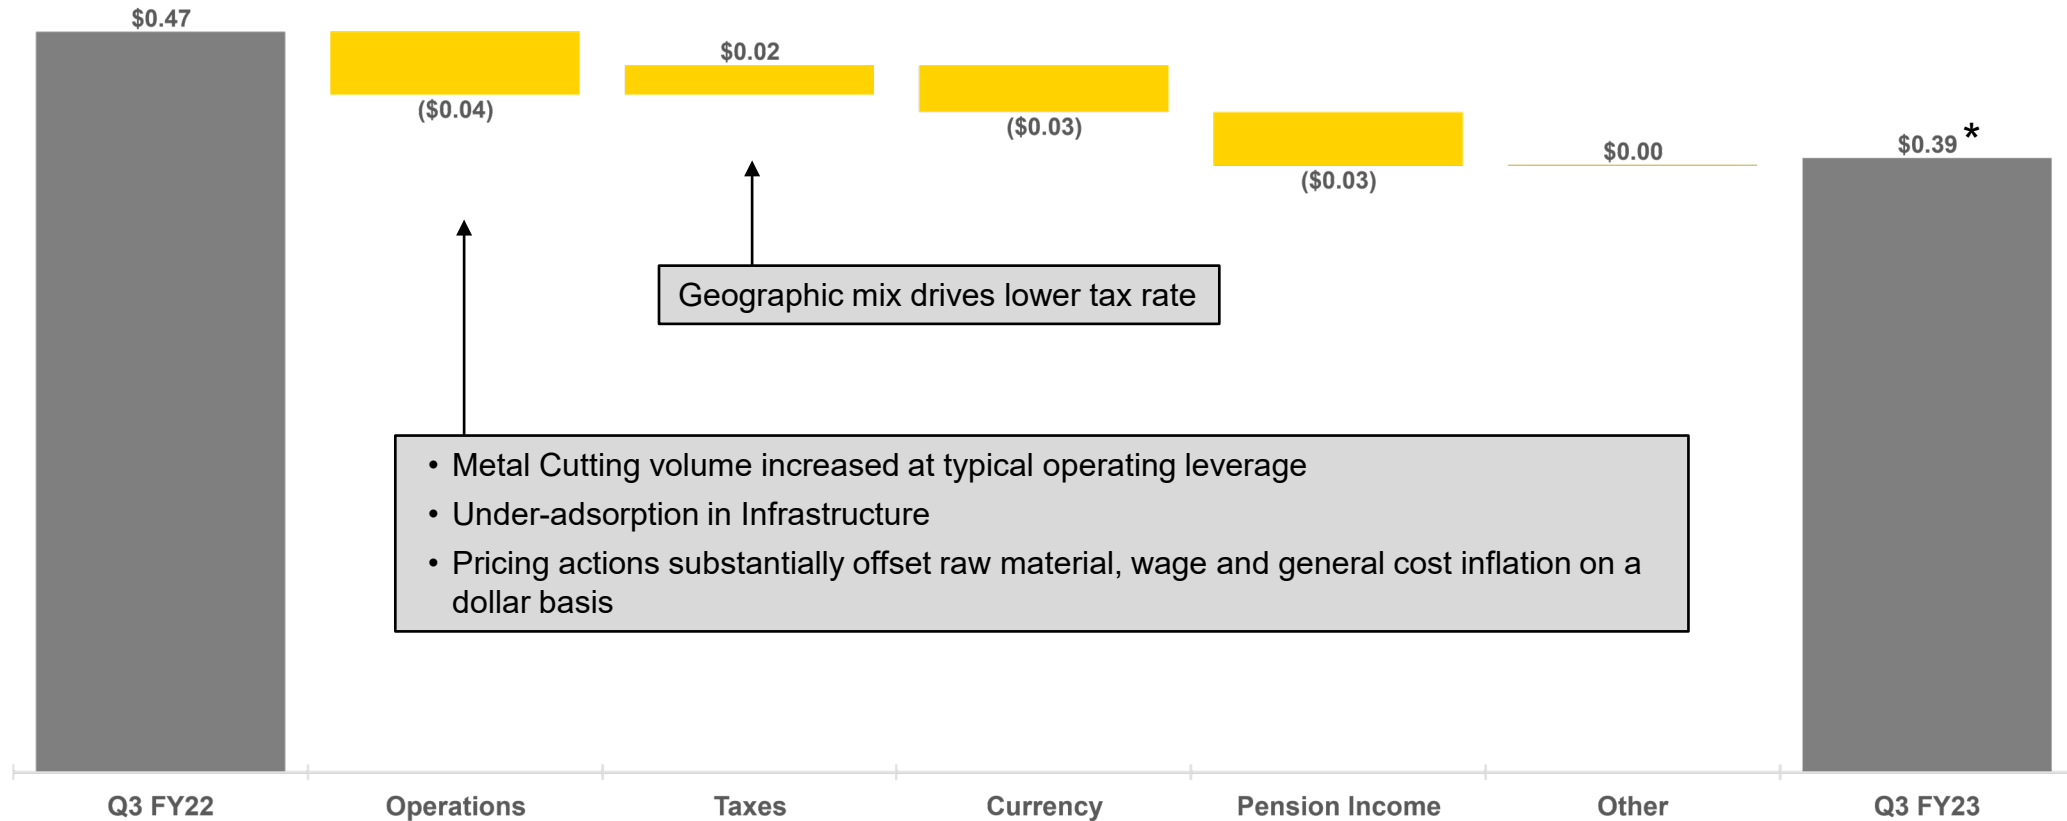 $0.47
($0.04)
$0.02
($0.03)
($0.03)
$0.00
$0.39 *
Geographic mix drives lower tax rate
• Metal Cutting volume increased at typical operating leverage
• Under-adsorption in Infrastructure
• Pricing actions substantially offset raw material, wage and general cost inflation on a
dollar basis
Q3 FY22
Operations
Taxes
Currency
Pension Income
Other
Q3 FY23